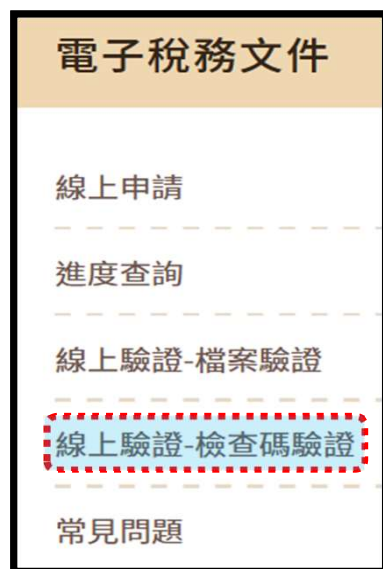 電子稅務文件
線上申請
進度查詢
線上驗證-檔案驗證
線上驗證-檢查碼驗證
常見問題